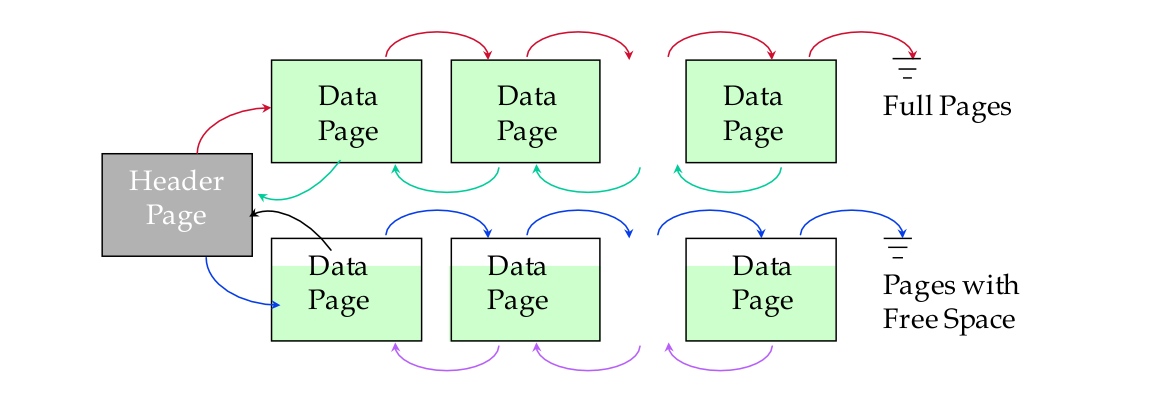 Data
Page
Data
Page
Data
Page
Full Pages
Header
Page
Data
Page
Data
Page
Data
Page
Pages with
Free Space